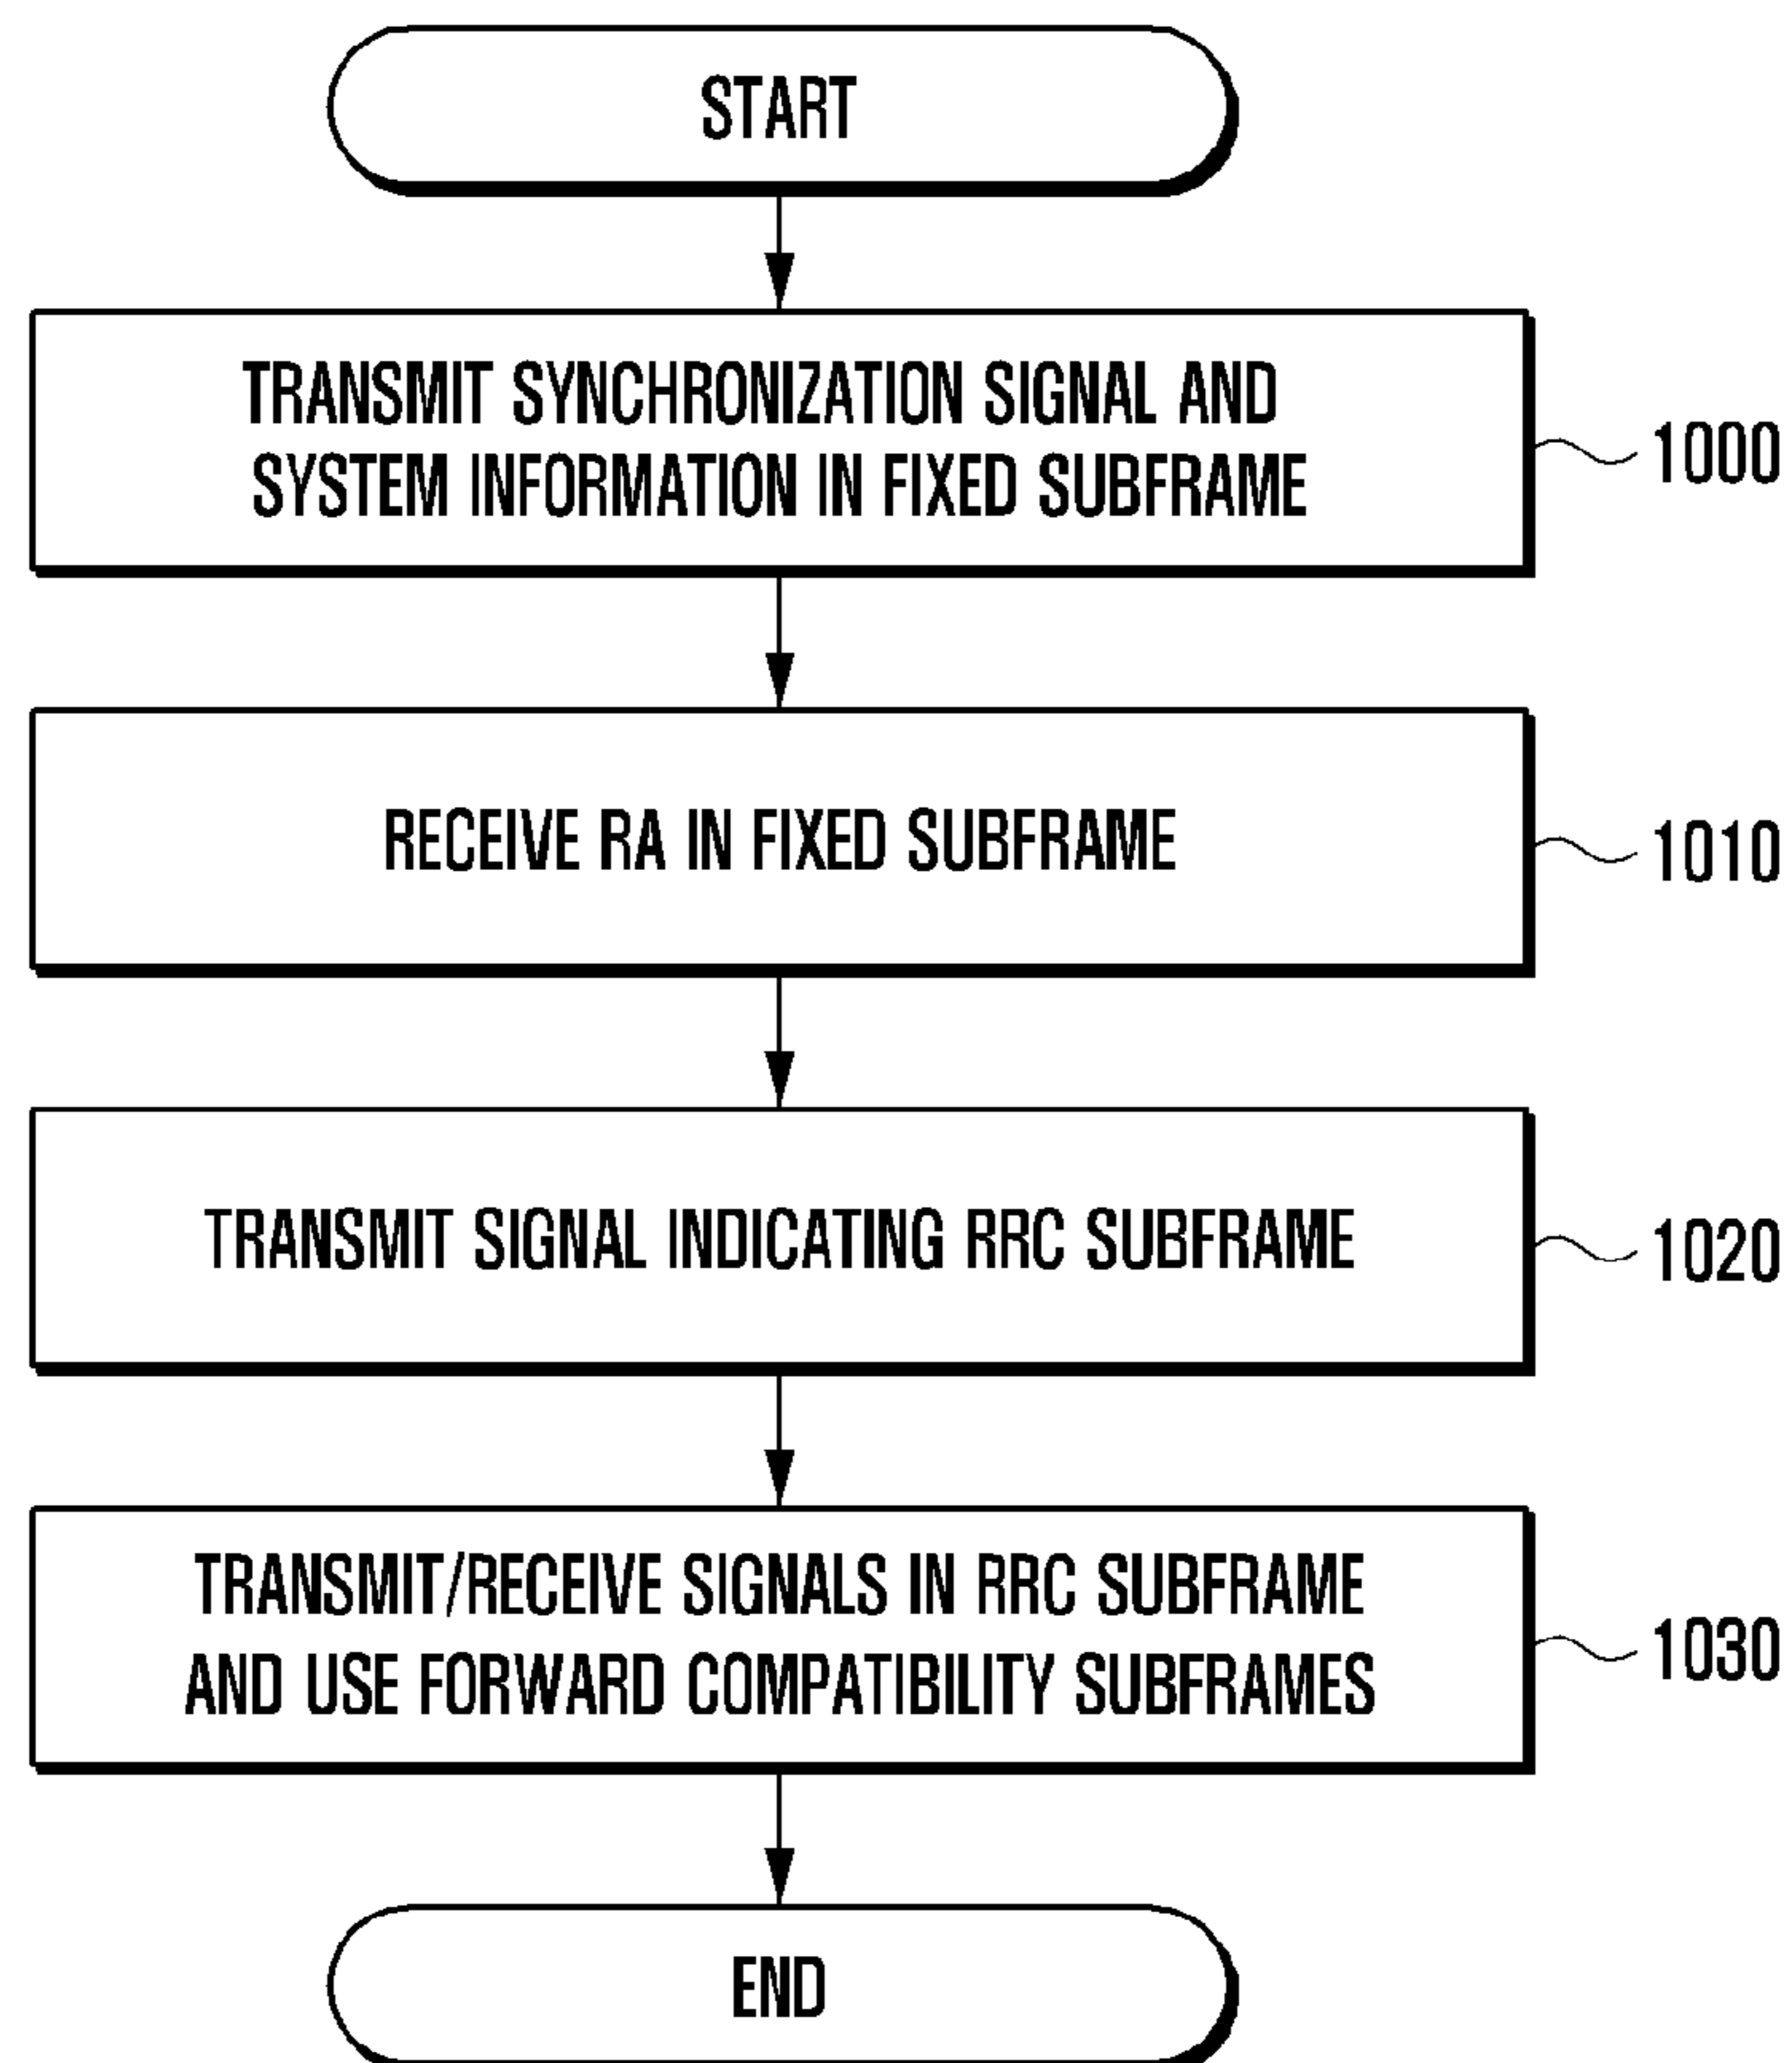 START
TRANSMIT SYNCHRONIZATION SIGNAL AND
SYSTEM INFORMATION IN FIXED SUBFRAME
1000
RECEIVE RA IN FIXED SUBFRAME
1010
TRANSMIT SIGNAL INDICATING RRC SUBFRAME
1020
TRANSMIT/RECEIVE SIGNALS IN RRC SUBFRAME
AND USE FORWARD COMPATIBILITY SUBFRAMES
1030
END